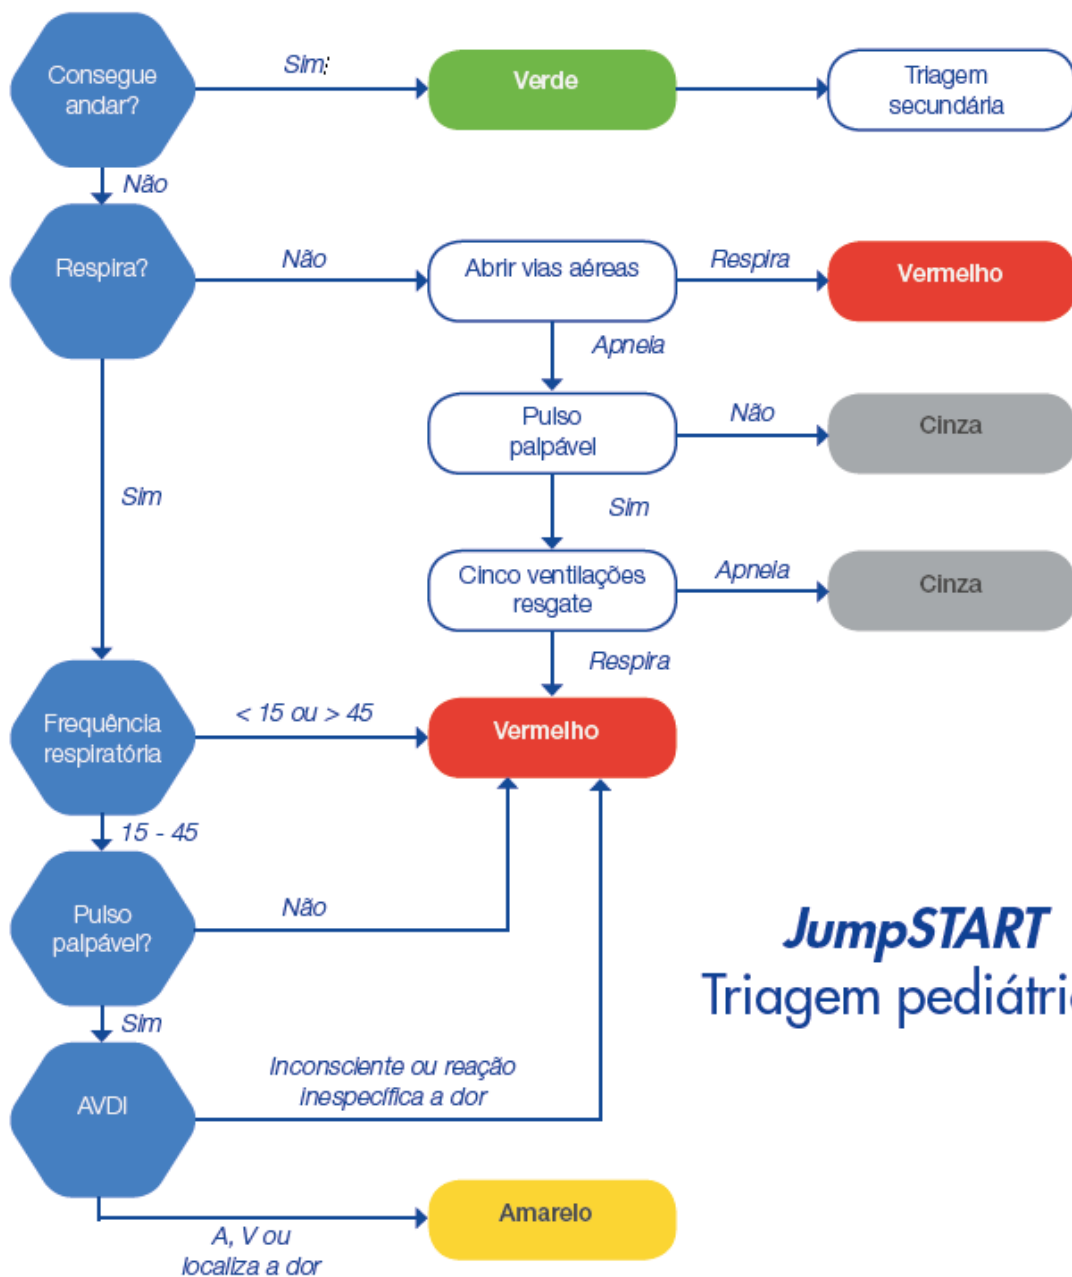 Consegue
andar?
Sim;
Verde
Triagem
secundária
Não
Respira?
Não
Abrir vias aéreas
Respira
Vermelho
Apneia
Pulso
palpável
Não
Cinza
Sim
Sim
Cinco ventilações
resgate
Apneia
Cinza
Respira
Frequência
respiratória
< 15 ou > 45
Vermelho
15 - 45
Pulso
palpável?
Não
JumpSTART
Triagem pediátri
Sim
AVDI
Inconsciente ou reação
inespecífica a dor
Amarelo
A, V ou
localiza a dor